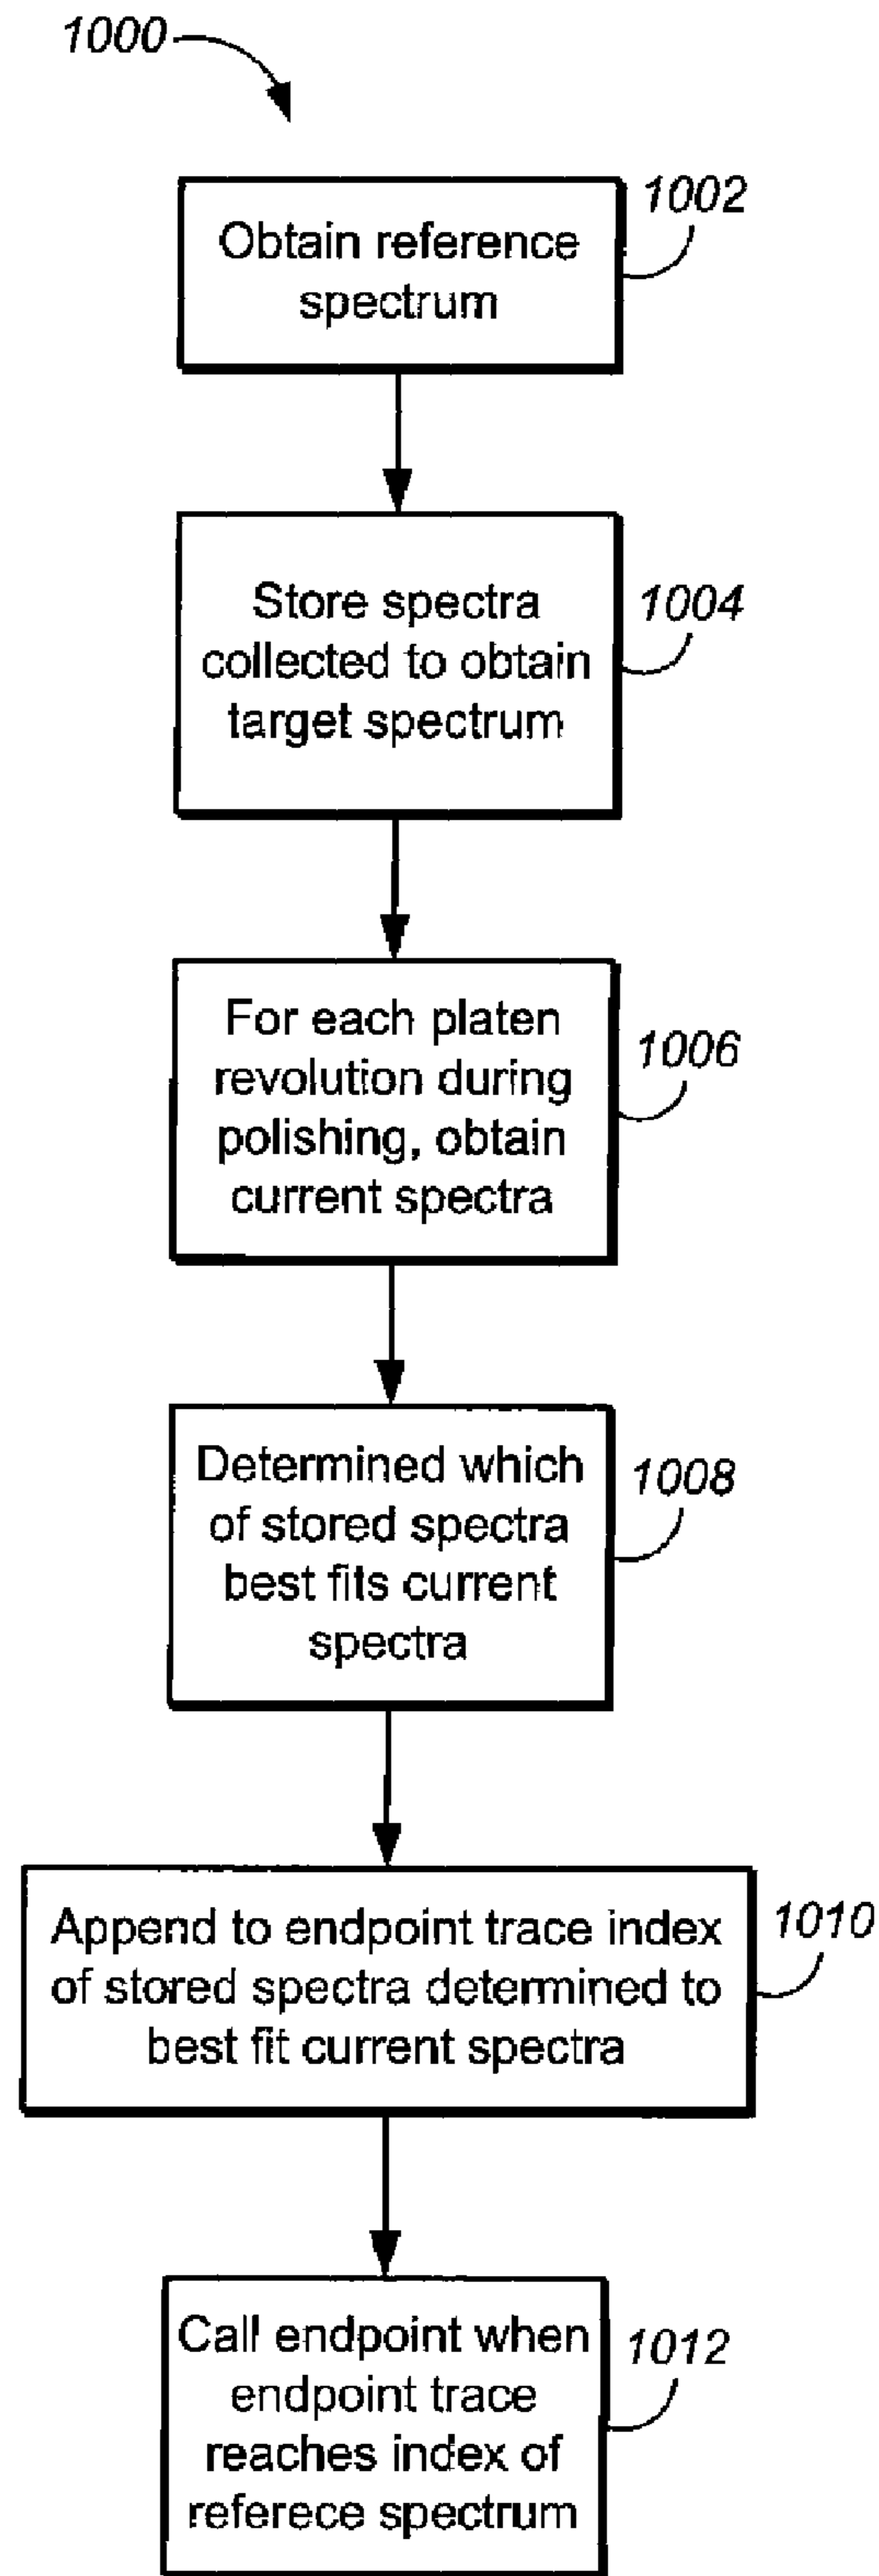 1000
Obtain reference
spectrum
1002
Store spectra
collected to obtain
target spectrum
1004
For each platen
revolution during
polishing, obtain
current spectra
1006
Determined which
of stored spectra
best fits current
spectra
1008
Append to endpoint trace index
of stored spectra determined to
best fit current spectra
1010
Call endpoint when
endpoint trace
reaches index of
referece spectrum
1012